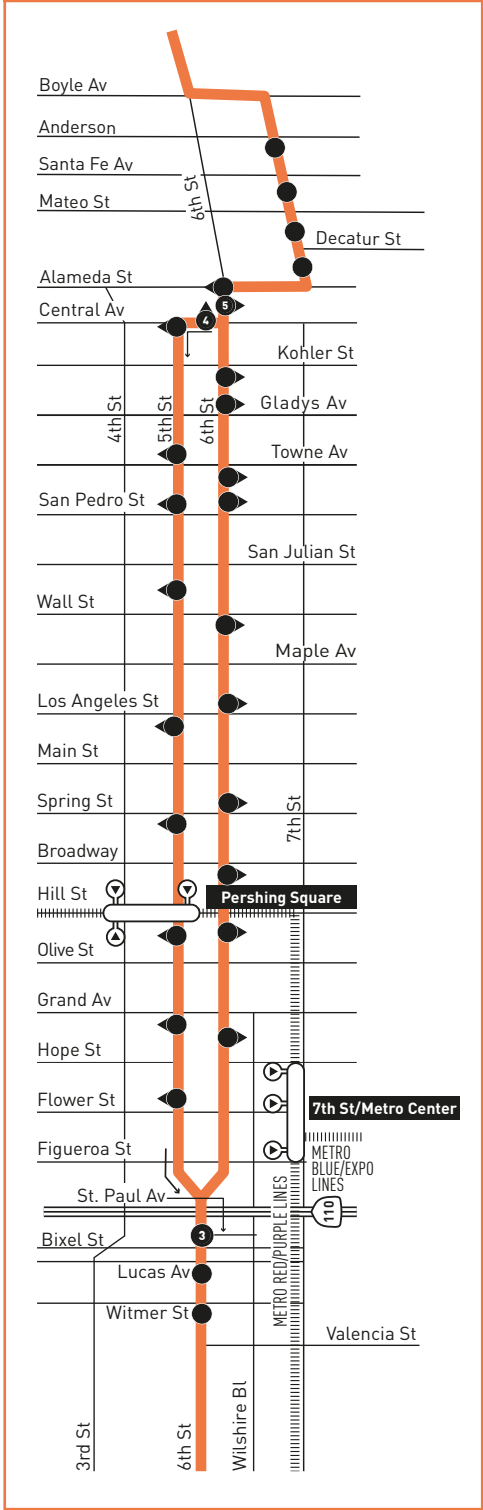 Boyle Av
Anderson
Santa Fe Av
6th St
Mateo St
Decatur St
Alameda St
5
Central Av
4
Kohler St
4th St
5th St
6th St
Gladys Av
Towne Av
San Pedro St
San Julian St
Wall St
Maple Av
Los Angeles St
Main St
Spring St
7th St
Broadway
Hill St
Pershing Square
Olive St
Grand Av
Hope St
Flower St
7th St/Metro Center
Figueroa St
METRO
BLUE/EXPO
LINES
St. Paul Av
110
METRO RED/PURPLE LINES
3
Bixel St
Lucas Av
Witmer St
Valencia St
3rd St
6th St
Wilshire Bl